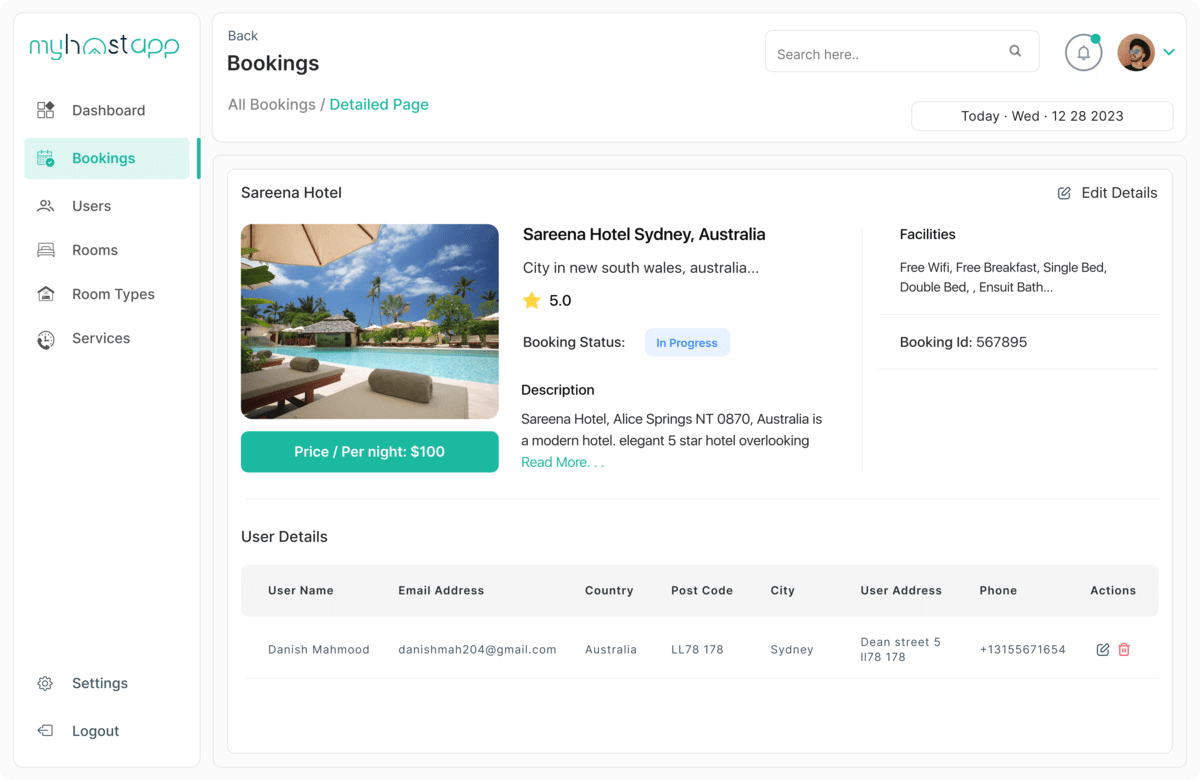 myhostapp
Dashboard
Bookings
Users
Rooms
Room Types
Services
Settings
Logout
Back
Bookings
All Bookings / Detailed Page
Search here..
Today · Wed · 12 28 2023
Sareena Hotel
Edit Details
Price / Per night: $100
Sareena Hotel Sydney, Australia
City in new south wales, australia...
5.0
Booking Status: In Progress
Description
Sareena Hotel, Alice Springs NT 0870, Australia is
a modern hotel. elegant 5 star hotel overlooking
Read More. . .
Facilities
Free Wifi, Free Breakfast, Single Bed,
Double Bed, , Ensuit Bath...
Booking Id: 567895
User Details
User Name Email Address Country Post Code City User Address Phone Actions
Danish Mahmood danishmah204@gmail.com Australia LL78 178 Sydney Dean street 5 +13155671654
ll78 178